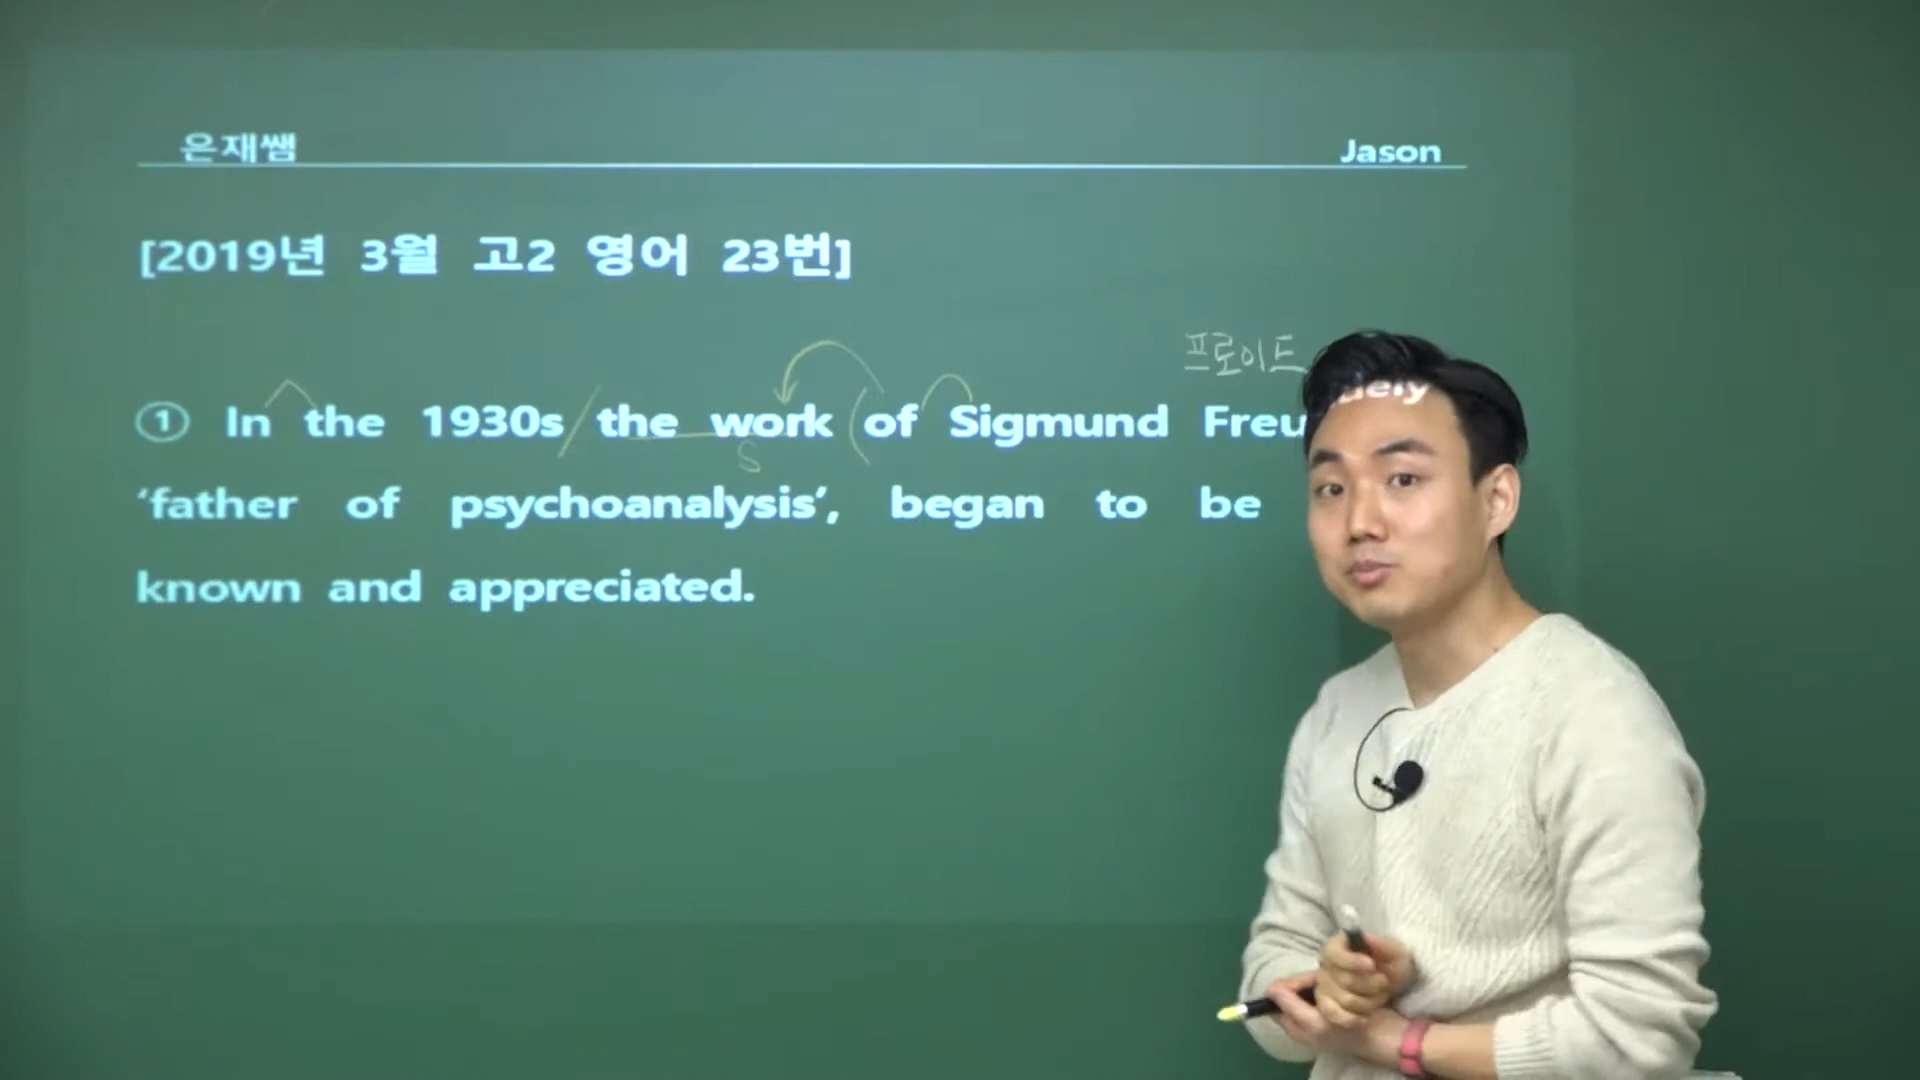 은재쌤 Jason
[2019년 3월 고2 영어 23번]
프로이트
① In the 1930s the work of Sigmund Freu
S
‘father of psychoanalysis’, began to be
known and appreciated.